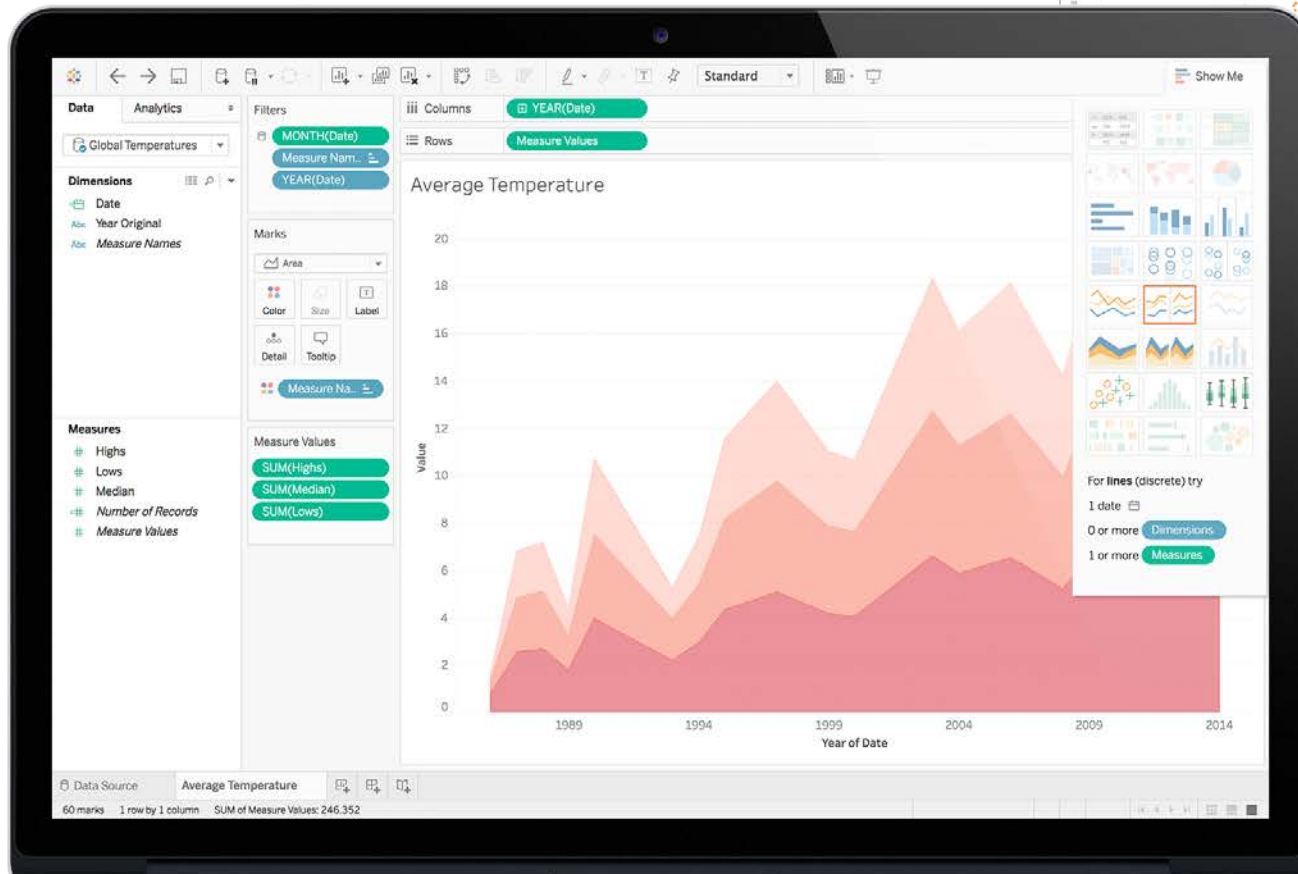 Standard
Show Me
Data
Analytics
Global Temperatures
Dimensions
Date
Abc Year Original
Abc Measure Names
Measures
Highs
Lows
Median
Number of Records
Measure Values
Filters
MONTH(Date)
Measure Nam..
YEAR(Date)
Marks
Area
Color
Size
Label
Detail
Tooltip
Measure Na..
Measure Values
SUM(Highs)
SUM(Median)
SUM(Lows)
Columns
YEAR(Date)
Rows
Measure Values
Average Temperature
Value
20
18
16
14
12
10
8
6
4
2
0
1989
1994
1999
2004
2009
2014
Year of Date
For lines (discrete) try
1 date
0 or more Dimensions
1 or more Measures
Data Source
Average Temperature
60 marks 1 row by 1 column SUM of Measure Values: 246.352